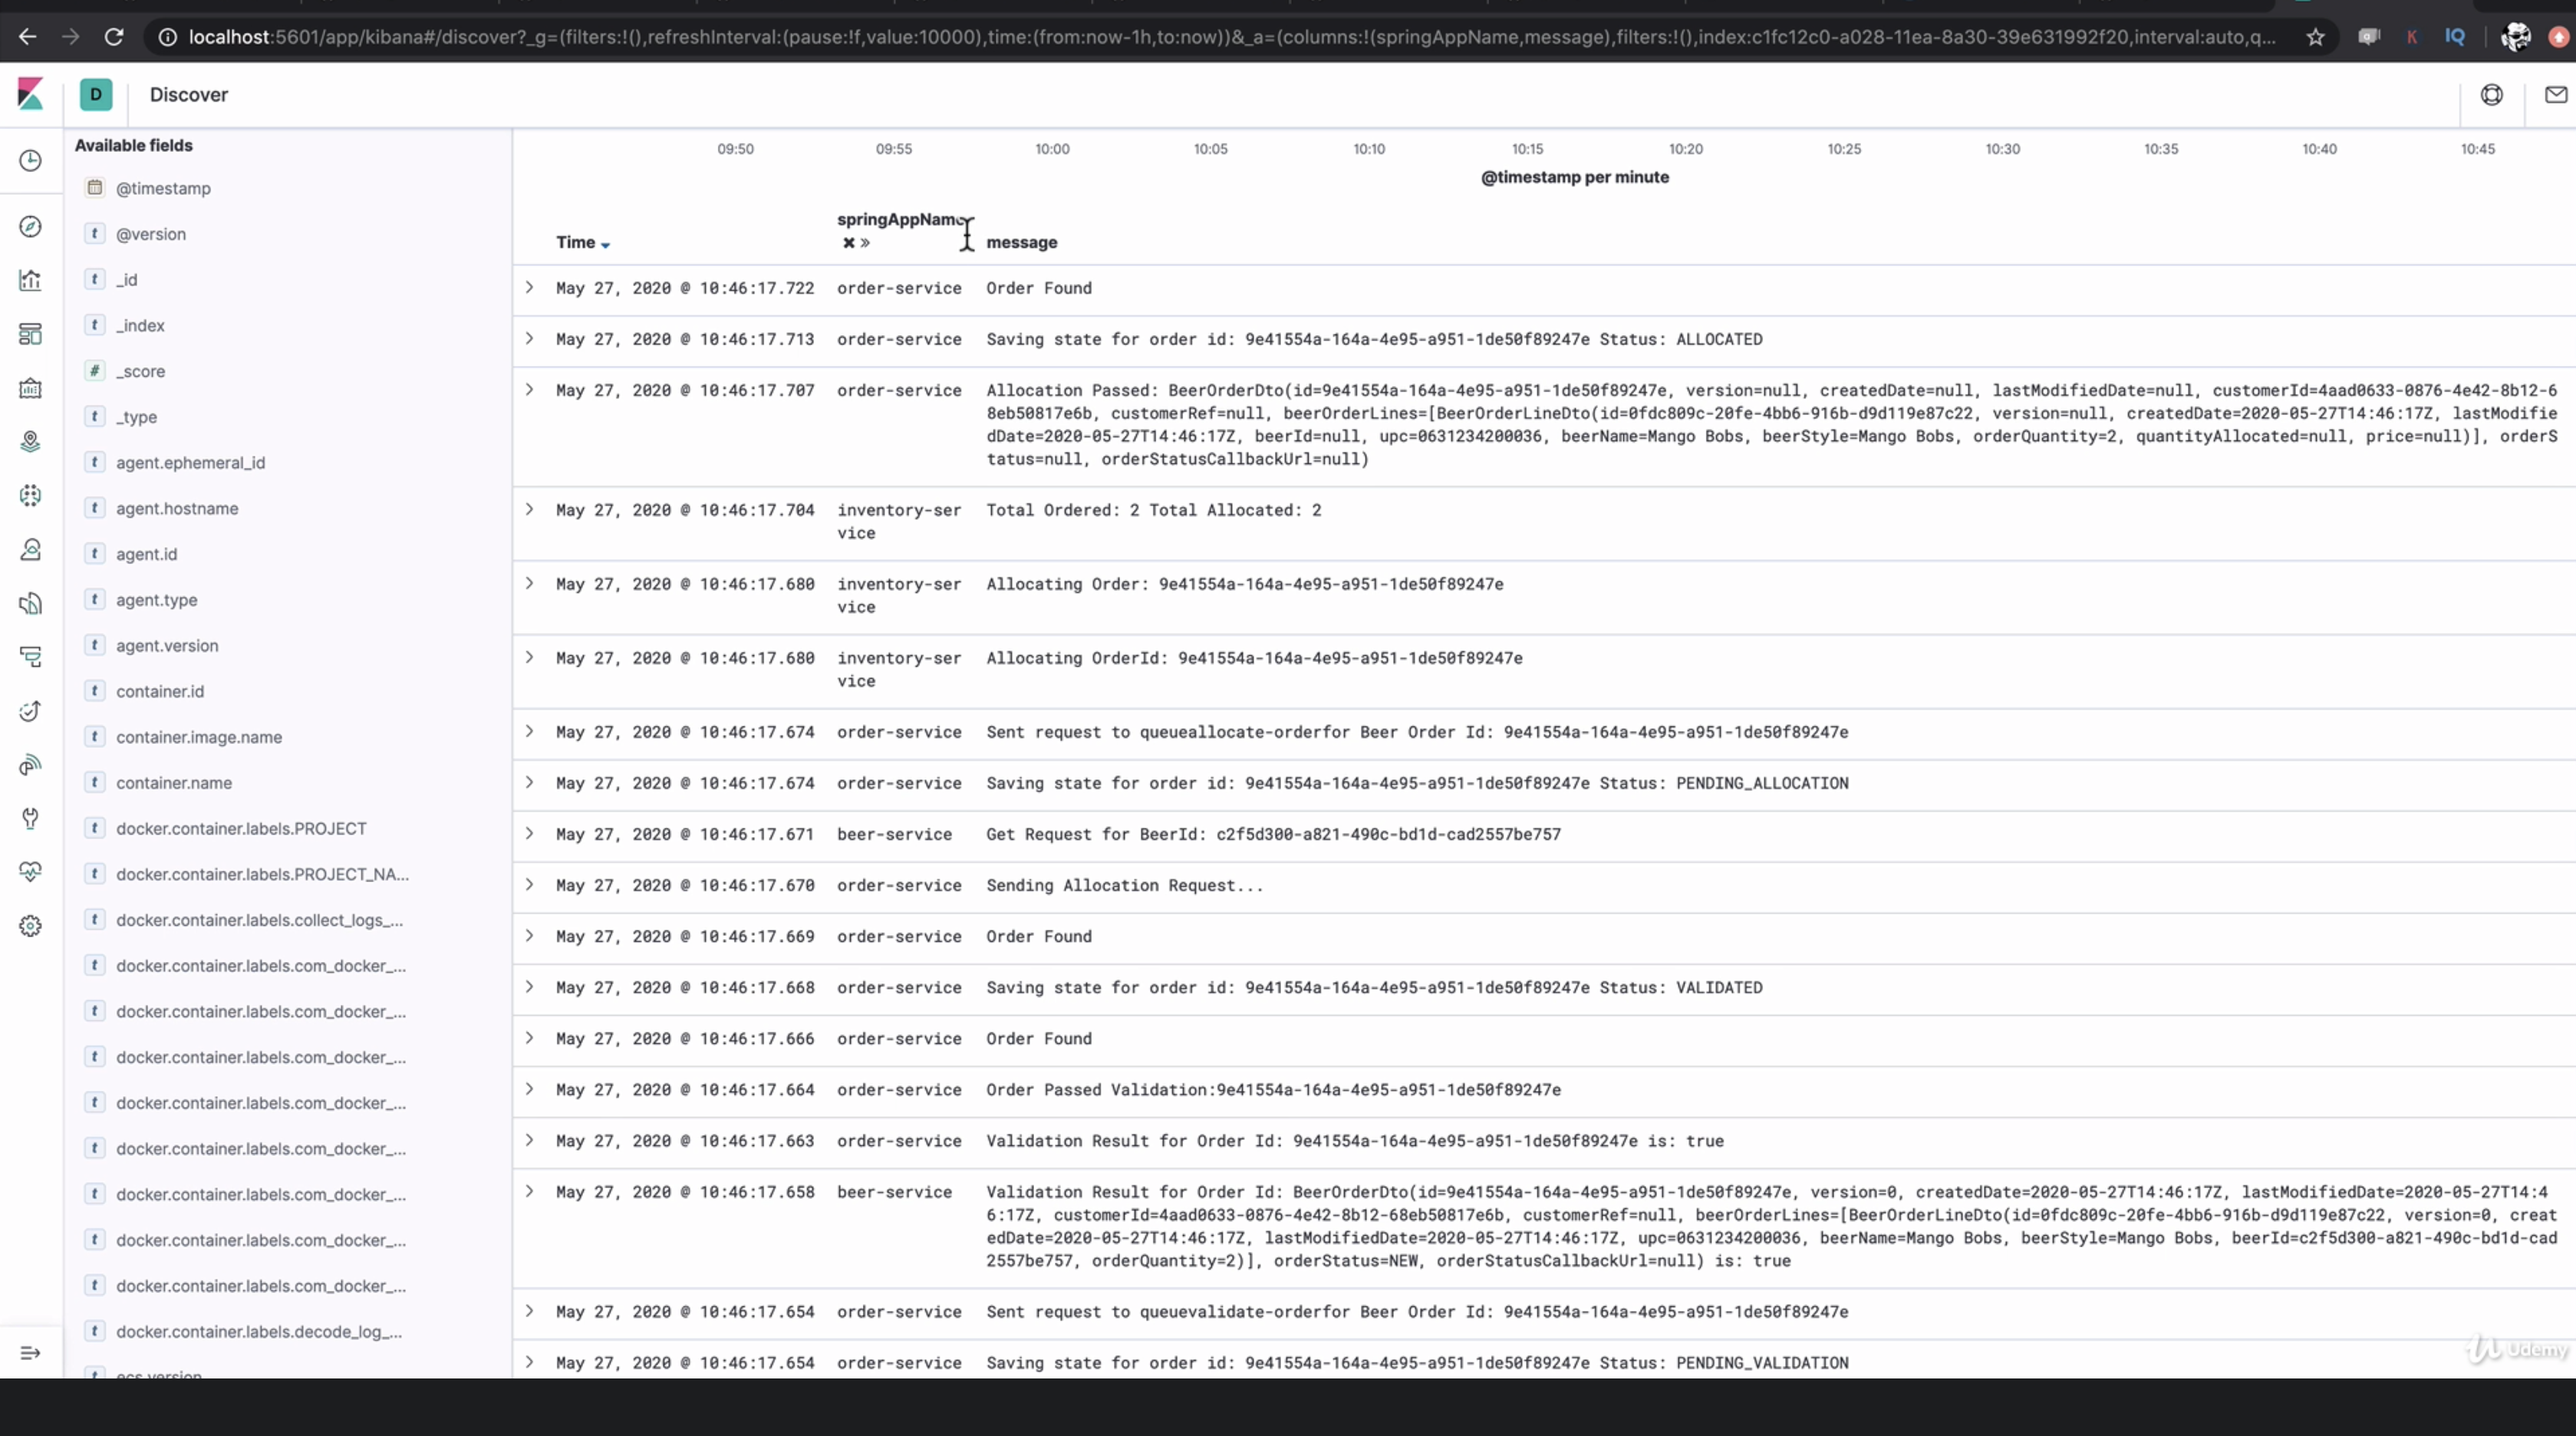 localhost:5601/app/kibana#/discover?_g=(filters:!(),refreshInterval:(pause:!f,value:10000),time:(from:now-1h,to:now))&_a=(columns:!(springAppName,message),filters:!(),index:c1fc12c0-a028-11ea-8a30-39e631992f20,interval:auto,q...
K
IQ
D
Discover
Available fields
@timestamp
t @version
t _id
t _index
# _score
t _type
t agent.ephemeral_id
t agent.hostname
t agent.id
t agent.type
t agent.version
t container.id
t container.image.name
t container.name
t docker.container.labels.PROJECT
t docker.container.labels.PROJECT_NA...
t docker.container.labels.collect_logs_...
t docker.container.labels.com_docker_...
t docker.container.labels.com_docker_...
t docker.container.labels.com_docker_...
t docker.container.labels.com_docker_...
t docker.container.labels.com_docker_...
t docker.container.labels.com_docker_...
t docker.container.labels.com_docker_...
t docker.container.labels.com_docker_...
t docker.container.labels.decode_log_...
t ecs.version
09:50 09:55 10:00 10:05 10:10 10:15 10:20 10:25 10:30 10:35 10:40 10:45
@timestamp per minute
springAppName
Time message
May 27, 2020 @ 10:46:17.722 order-service Order Found
May 27, 2020 @ 10:46:17.713 order-service Saving state for order id: 9e41554a-164a-4e95-a951-1de50f89247e Status: ALLOCATED
May 27, 2020 @ 10:46:17.707 order-service Allocation Passed: BeerOrderDto(id=9e41554a-164a-4e95-a951-1de50f89247e, version=null, createdDate=null, lastModifiedDate=null, customerId=4aad0633-0876-4e42-8b12-6
8eb50817e6b, customerRef=null, beerOrderLines=[BeerOrderLineDto(id=0fdc809c-20fe-4bb6-916b-d9d119e87c22, version=null, createdDate=2020-05-27T14:46:17Z, lastModifie
dDate=2020-05-27T14:46:17Z, beerId=null, upc=0631234200036, beerName=Mango Bobs, beerStyle=Mango Bobs, orderQuantity=2, quantityAllocated=null, price=null)], orderS
tatus=null, orderStatusCallbackUrl=null)
May 27, 2020 @ 10:46:17.704 inventory-ser Total Ordered: 2 Total Allocated: 2
vice
May 27, 2020 @ 10:46:17.680 inventory-ser Allocating Order: 9e41554a-164a-4e95-a951-1de50f89247e
vice
May 27, 2020 @ 10:46:17.680 inventory-ser Allocating OrderId: 9e41554a-164a-4e95-a951-1de50f89247e
vice
May 27, 2020 @ 10:46:17.674 order-service Sent request to queueallocate-orderfor Beer Order Id: 9e41554a-164a-4e95-a951-1de50f89247e
May 27, 2020 @ 10:46:17.674 order-service Saving state for order id: 9e41554a-164a-4e95-a951-1de50f89247e Status: PENDING_ALLOCATION
May 27, 2020 @ 10:46:17.671 beer-service Get Request for BeerId: c2f5d300-a821-490c-bd1d-cad2557be757
May 27, 2020 @ 10:46:17.670 order-service Sending Allocation Request...
May 27, 2020 @ 10:46:17.669 order-service Order Found
May 27, 2020 @ 10:46:17.668 order-service Saving state for order id: 9e41554a-164a-4e95-a951-1de50f89247e Status: VALIDATED
May 27, 2020 @ 10:46:17.666 order-service Order Found
May 27, 2020 @ 10:46:17.664 order-service Order Passed Validation:9e41554a-164a-4e95-a951-1de50f89247e
May 27, 2020 @ 10:46:17.663 order-service Validation Result for Order Id: 9e41554a-164a-4e95-a951-1de50f89247e is: true
May 27, 2020 @ 10:46:17.658 beer-service Validation Result for Order Id: BeerOrderDto(id=9e41554a-164a-4e95-a951-1de50f89247e, version=0, createdDate=2020-05-27T14:46:17Z, lastModifiedDate=2020-05-27T14:4
6:17Z, customerId=4aad0633-0876-4e42-8b12-68eb50817e6b, customerRef=null, beerOrderLines=[BeerOrderLineDto(id=0fdc809c-20fe-4bb6-916b-d9d119e87c22, version=0, creat
edDate=2020-05-27T14:46:17Z, lastModifiedDate=2020-05-27T14:46:17Z, upc=0631234200036, beerName=Mango Bobs, beerStyle=Mango Bobs, beerId=c2f5d300-a821-490c-bd1d-cad
2557be757, orderQuantity=2)], orderStatus=NEW, orderStatusCallbackUrl=null) is: true
May 27, 2020 @ 10:46:17.654 order-service Sent request to queuevalidate-orderfor Beer Order Id: 9e41554a-164a-4e95-a951-1de50f89247e
May 27, 2020 @ 10:46:17.654 order-service Saving state for order id: 9e41554a-164a-4e95-a951-1de50f89247e Status: PENDING_VALIDATION
Udemy